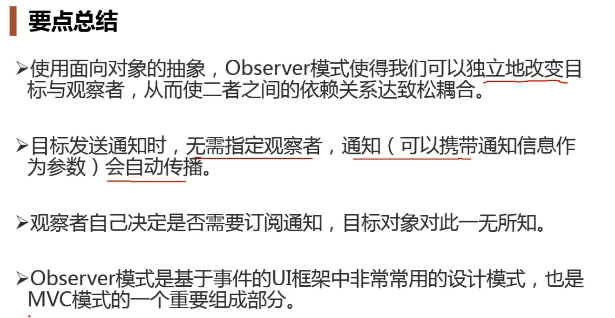 要点总结
➢使用面向对象的抽象，Observer模式使得我们可以独立地改变目
标与观察者，从而使二者之间的依赖关系达致松耦合。
➢目标发送通知时，无需指定观察者，通知（可以携带通知信息作
为参数）会自动传播。
➢观察者自己决定是否需要订阅通知，目标对象对此一无所知。
➢Observer模式是基于事件的UI框架中非常常用的设计模式，也是
MVC模式的一个重要组成部分。